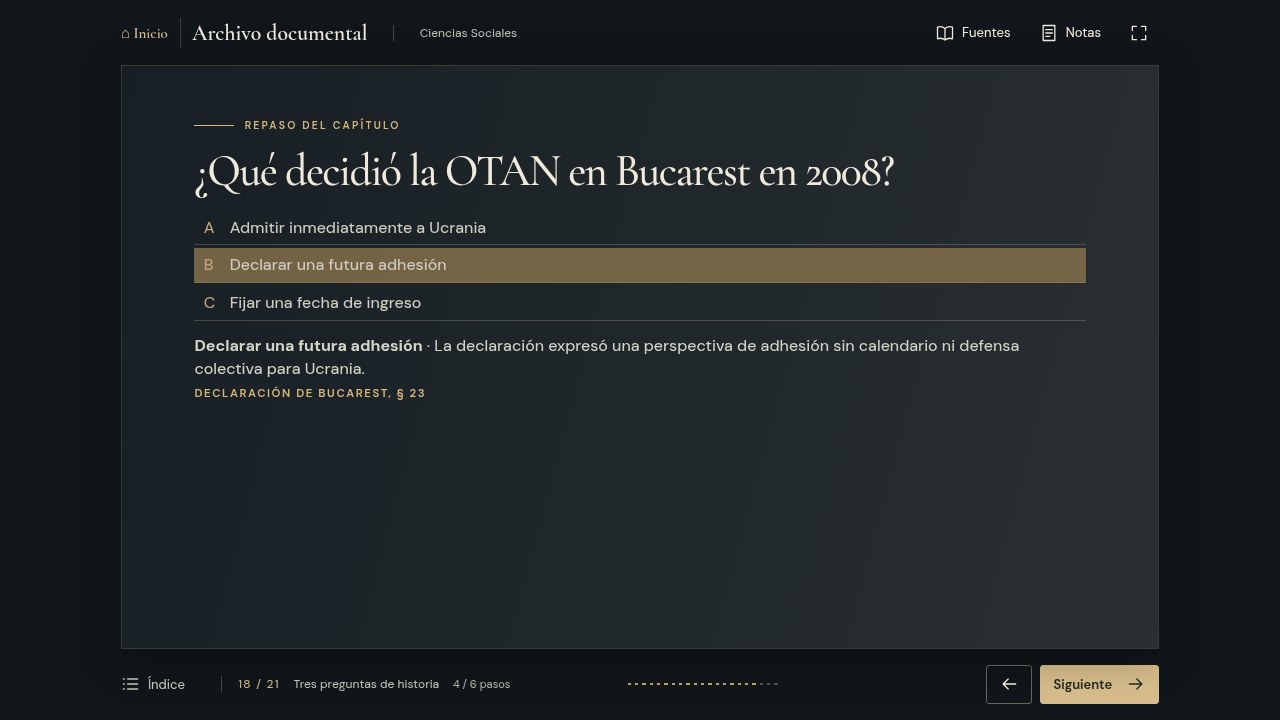 ⌂ Inicio
Archivo documental
Ciencias Sociales
Fuentes
Notas
REPASO DEL CAPÍTULO
¿Qué decidió la OTAN en Bucarest en 2008?
A Admitir inmediatamente a Ucrania
B Declarar una futura adhesión
C Fijar una fecha de ingreso
Declarar una futura adhesión · La declaración expresó una perspectiva de adhesión sin calendario ni defensa
colectiva para Ucrania.
DECLARACIÓN DE BUCAREST, § 23
Índice
18 / 21
Tres preguntas de historia
4 / 6 pasos
Siguiente